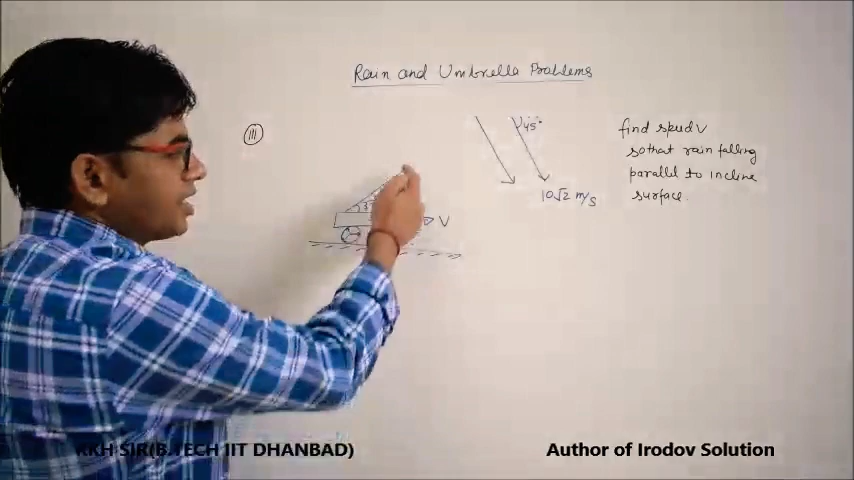 Rain and Umbrella Problems
III
45°
find speed V
so that rain falling
parallel to incline
surface.
10√2 m/s
V
KKH SIR(B.TECH IIT DHANBAD)
Author of Irodov Solution